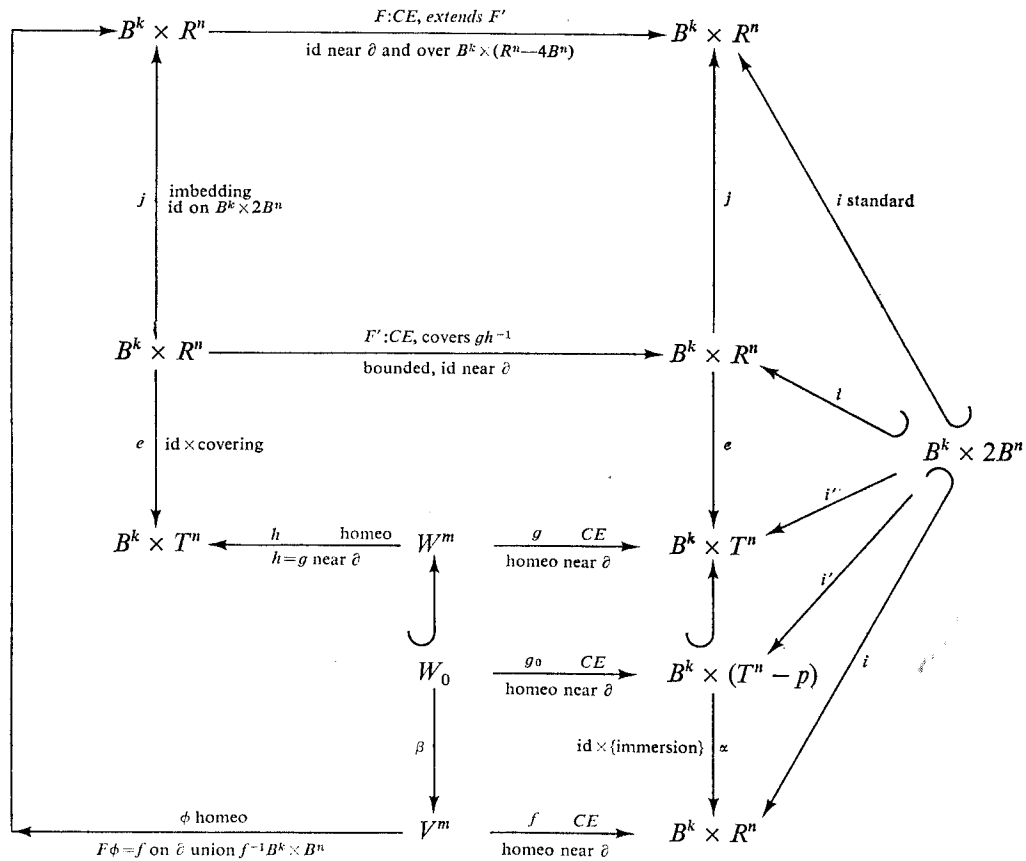 B^k × R^n
F:CE, extends F'
id near ∂ and over B^k×(R^n—4B^n)
B^k × R^n
j
imbedding
id on B^k×2B^n
j
i standard
B^k × R^n
F':CE, covers gh^{-1}
bounded, id near ∂
B^k × R^n
i
e
id×covering
e
B^k × 2B^n
i''
B^k × T^n
h
homeo
h=g near ∂
W^m
g
CE
homeo near ∂
B^k × T^n
i'
i
W_0
g_0
CE
homeo near ∂
B^k × (T^n − p)
β
id×{immersion}
α
φ homeo
Fφ=f on ∂ union f^{-1}B^k×B^n
V^m
f
CE
homeo near ∂
B^k × R^n